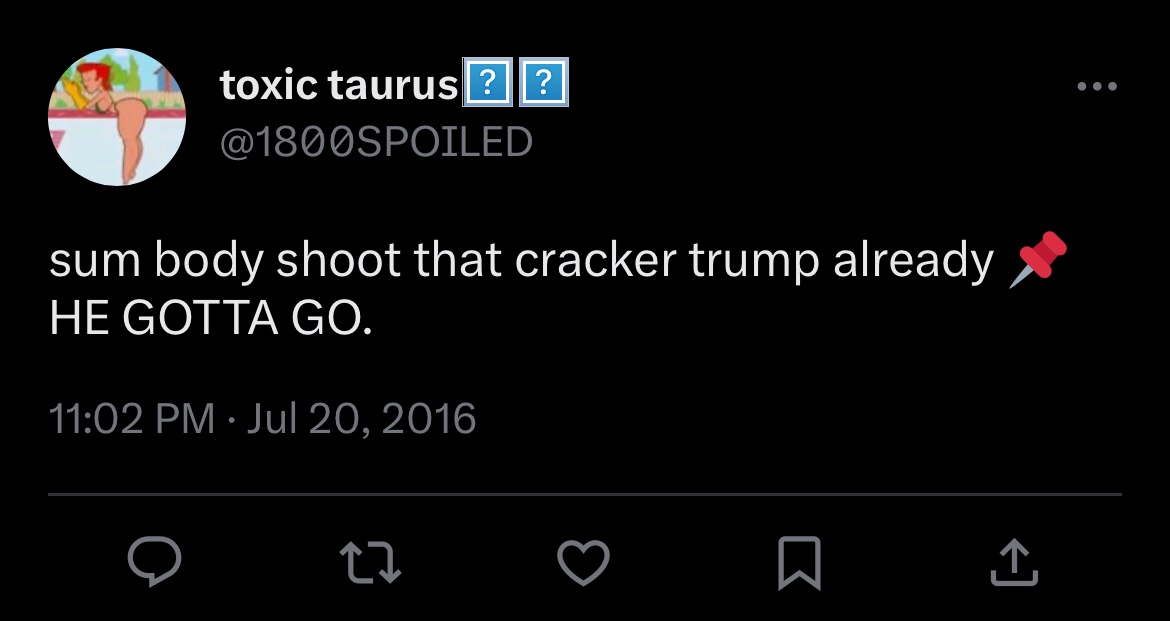 toxic taurus
@1800SPOILED
sum body shoot that cracker trump already 📌
HE GOTTA GO.
11:02 PM · Jul 20, 2016